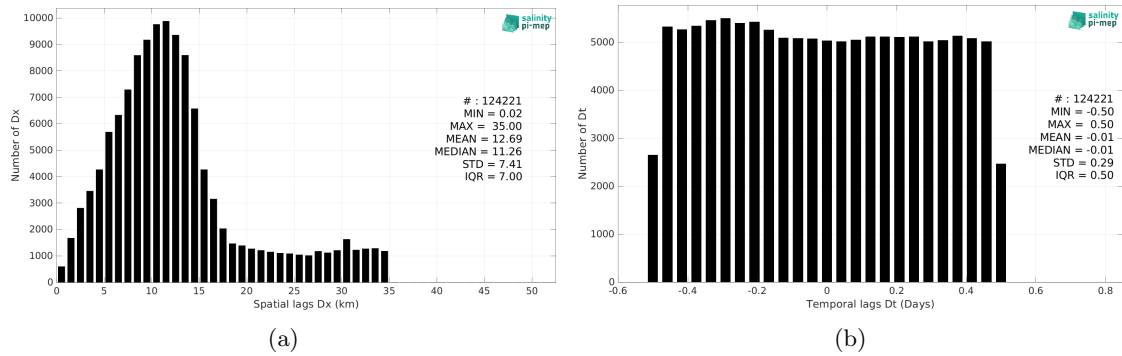 salinity
pi-mep
10000
9000
8000
7000
6000
5000
4000
3000
2000
1000
0
Number of Dx
# : 124221
MIN = 0.02
MAX = 35.00
MEAN = 12.69
MEDIAN = 11.26
STD = 7.41
IQR = 7.00
0 5 10 15 20 25 30 35 40 45 50
Spatial lags Dx (km)
(a)
salinity
pi-mep
5000
4000
3000
2000
1000
0
Number of Dt
# : 124221
MIN = -0.50
MAX = 0.50
MEAN = -0.01
MEDIAN = -0.01
STD = 0.29
IQR = 0.50
-0.6 -0.4 -0.2 0 0.2 0.4 0.6 0.8
Temporal lags Dt (Days)
(b)